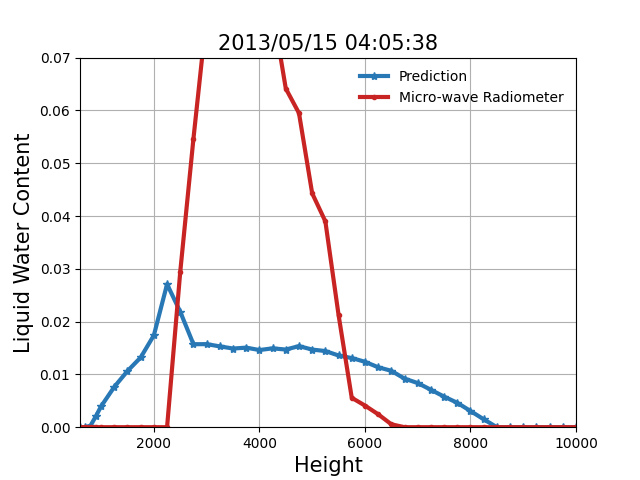 2013/05/15 04:05:38
0.07
0.06
0.05
0.04
0.03
0.02
0.01
0.00
Liquid Water Content
Prediction
Micro-wave Radiometer
2000 4000 6000 8000 10000
Height